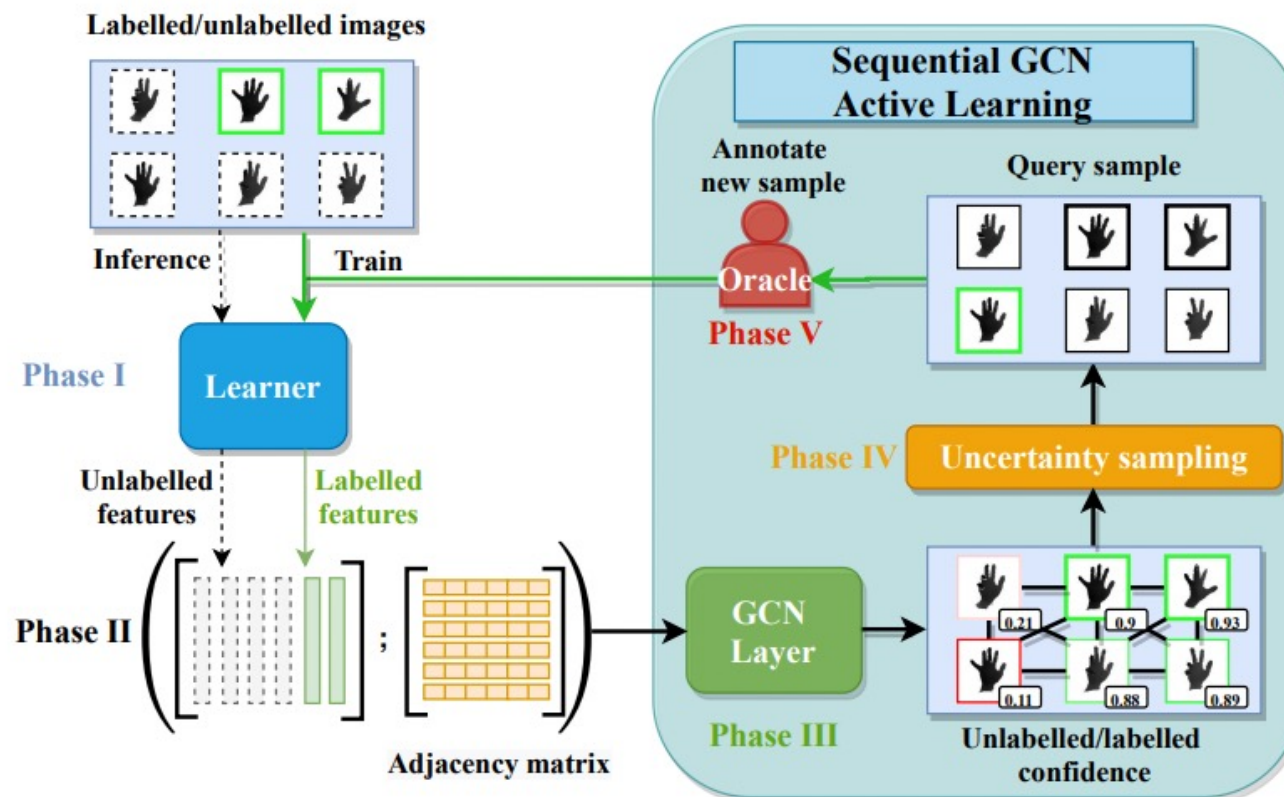 Labelled/unlabelled images
Inference
Train
Phase I
Learner
Unlabelled
features
Labelled
features
Phase II
;
Adjacency matrix
Sequential GCN
Active Learning
Annotate
new sample
Oracle
Phase V
Query sample
Phase IV
Uncertainty sampling
GCN
Layer
Phase III
0.21
0.9
0.93
0.11
0.88
0.89
Unlabelled/labelled
confidence